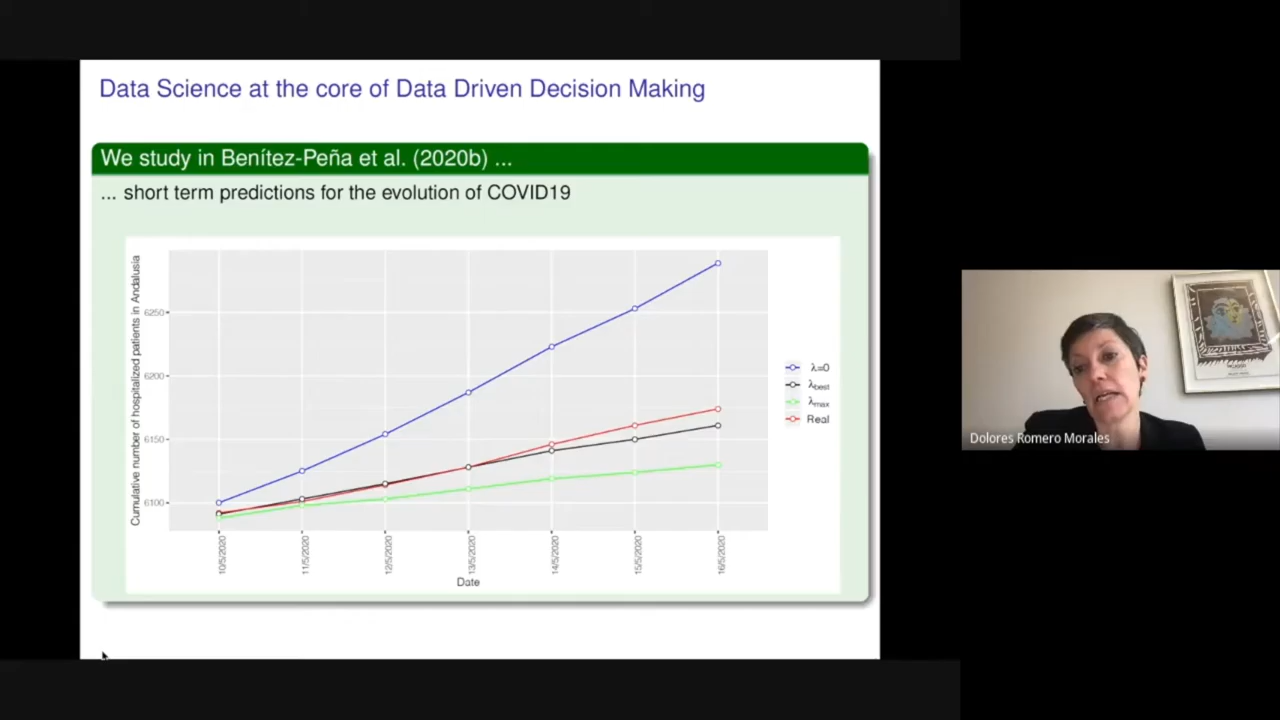 Data Science at the core of Data Driven Decision Making
We study in Benítez-Peña et al. (2020b) ...
... short term predictions for the evolution of COVID19
Cumulative number of hospitalized patients in Andalusia
6250
6200
6150
6100
10/5/2020
11/5/2020
12/5/2020
13/5/2020
14/5/2020
15/5/2020
16/5/2020
Date
λ=0
λbest
λmax
Real
Dolores Romero Morales